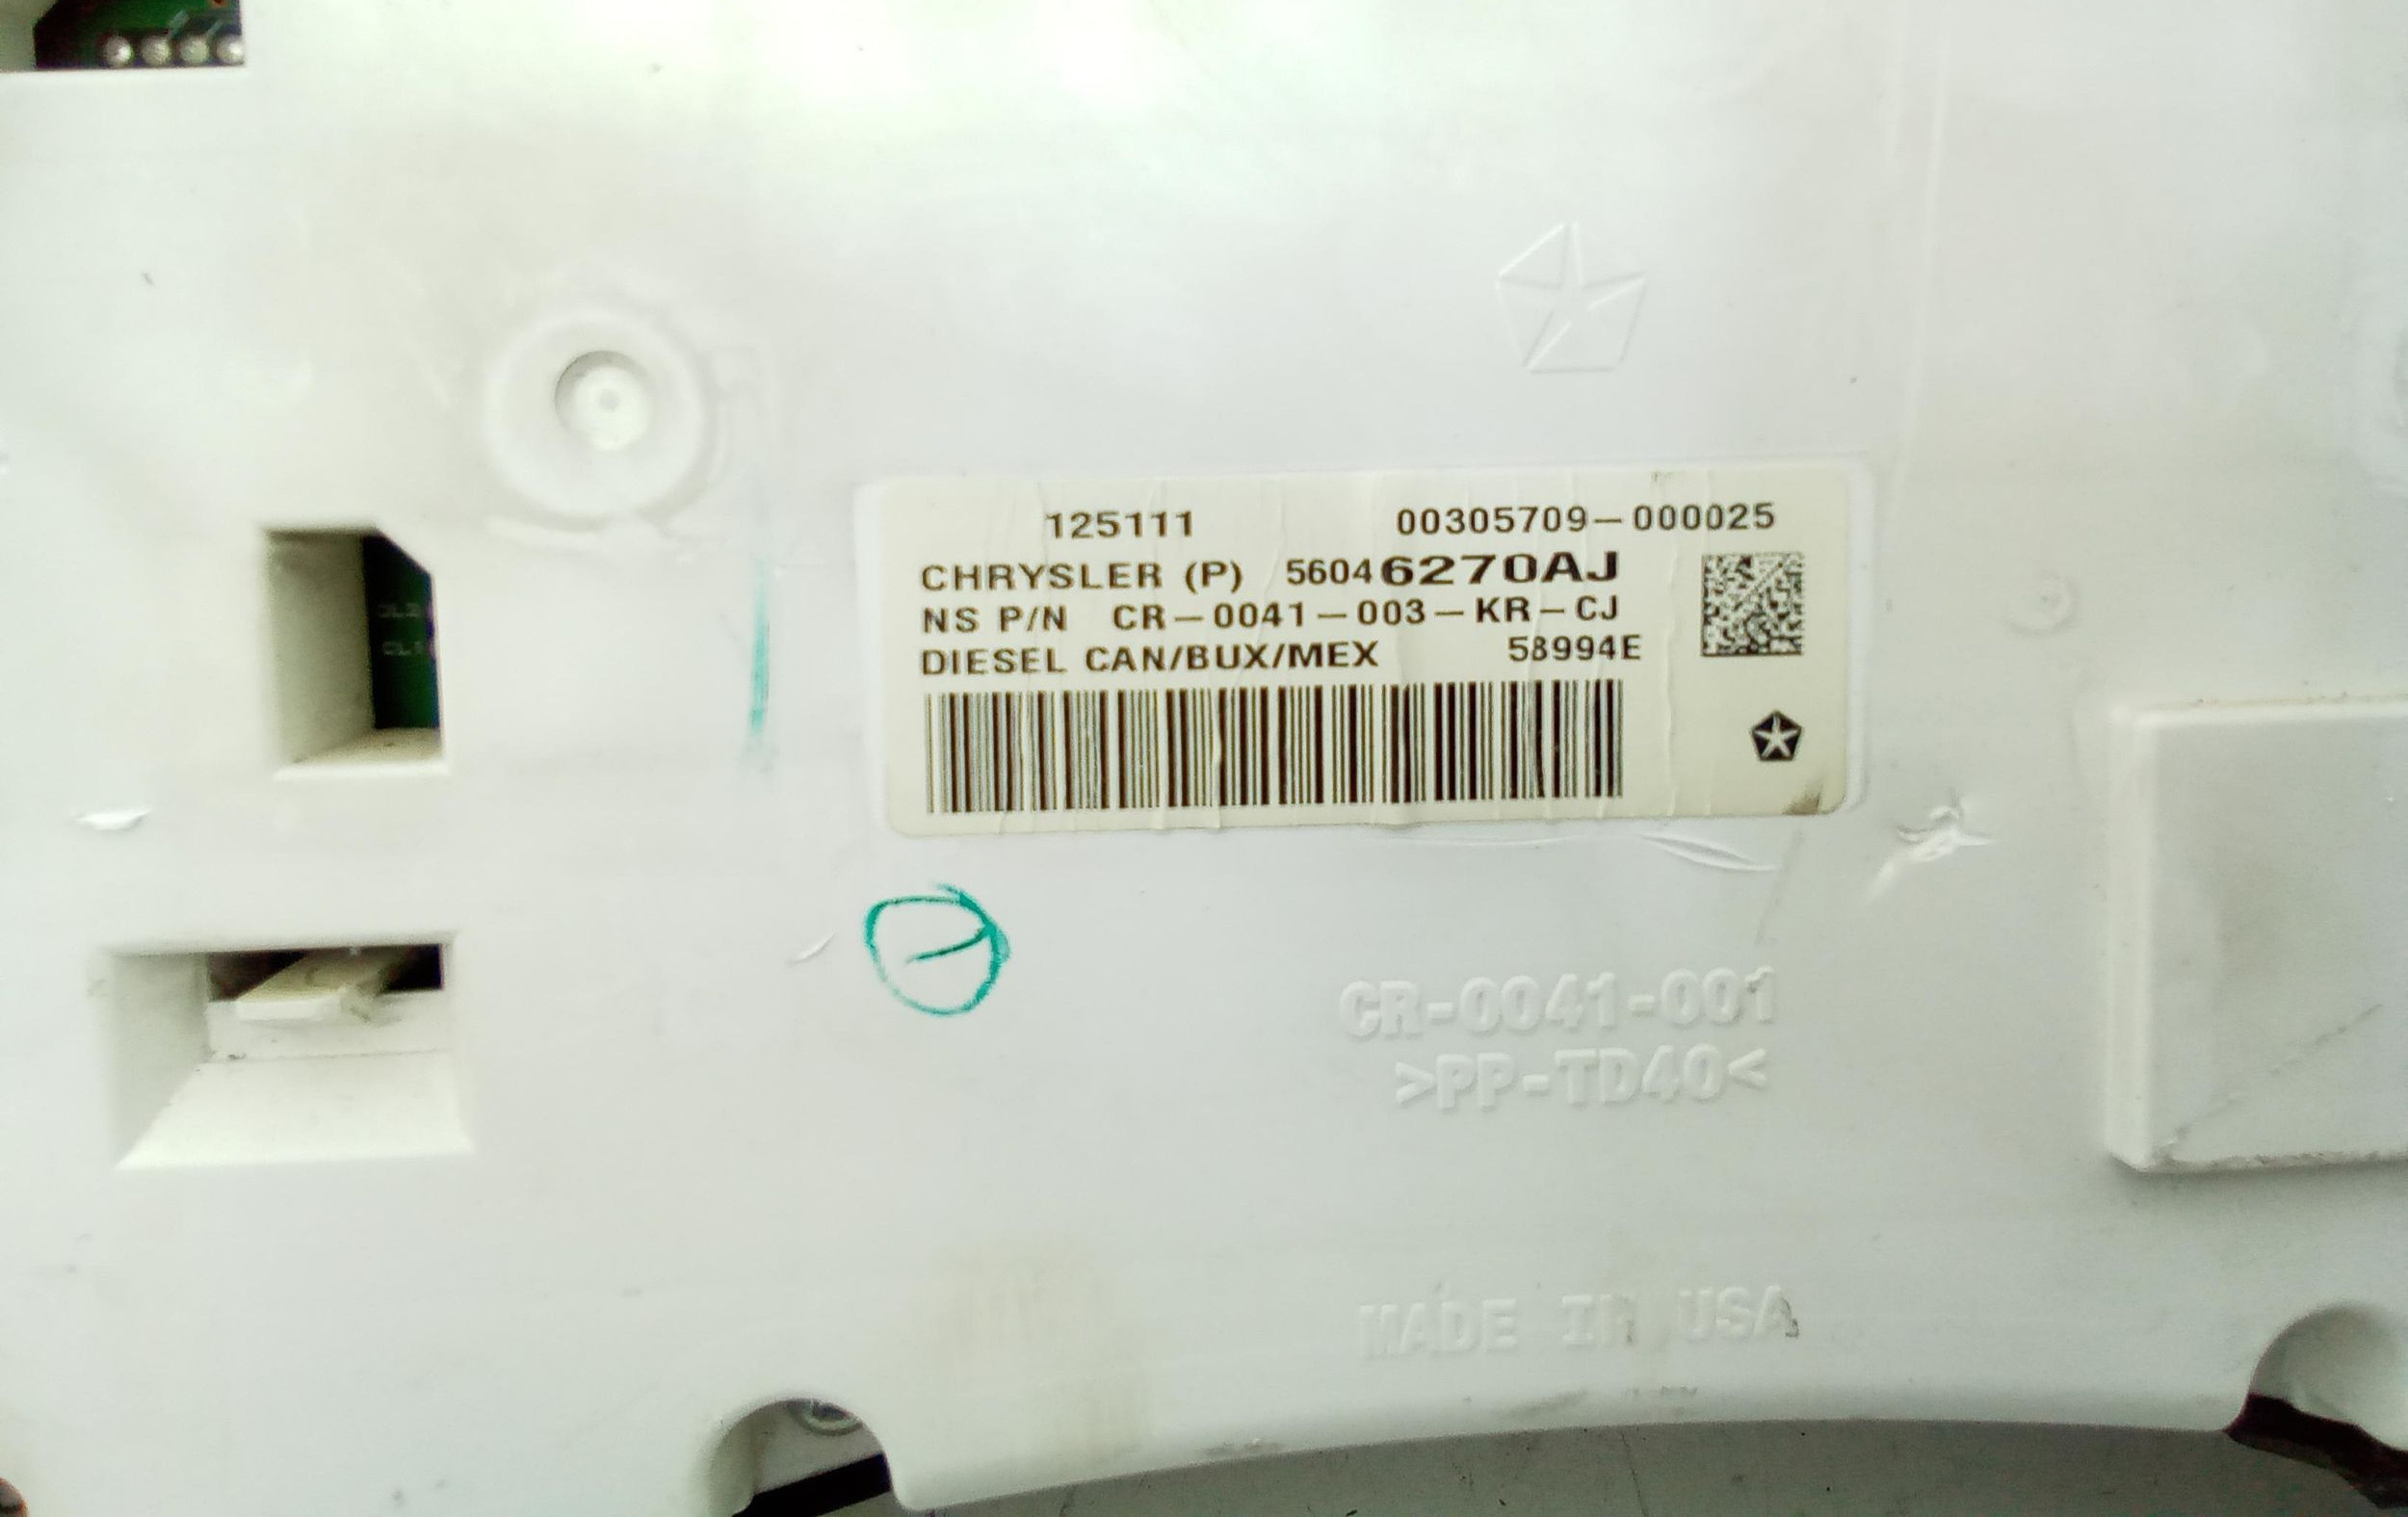 125111 00305709-000025
CHRYSLER (P) 56046270AJ
NS P/N CR-0041-003-KR-CJ
DIESEL CAN/BUX/MEX 58994E
CR-0041-001
>PP-TD40<
MADE IN USA